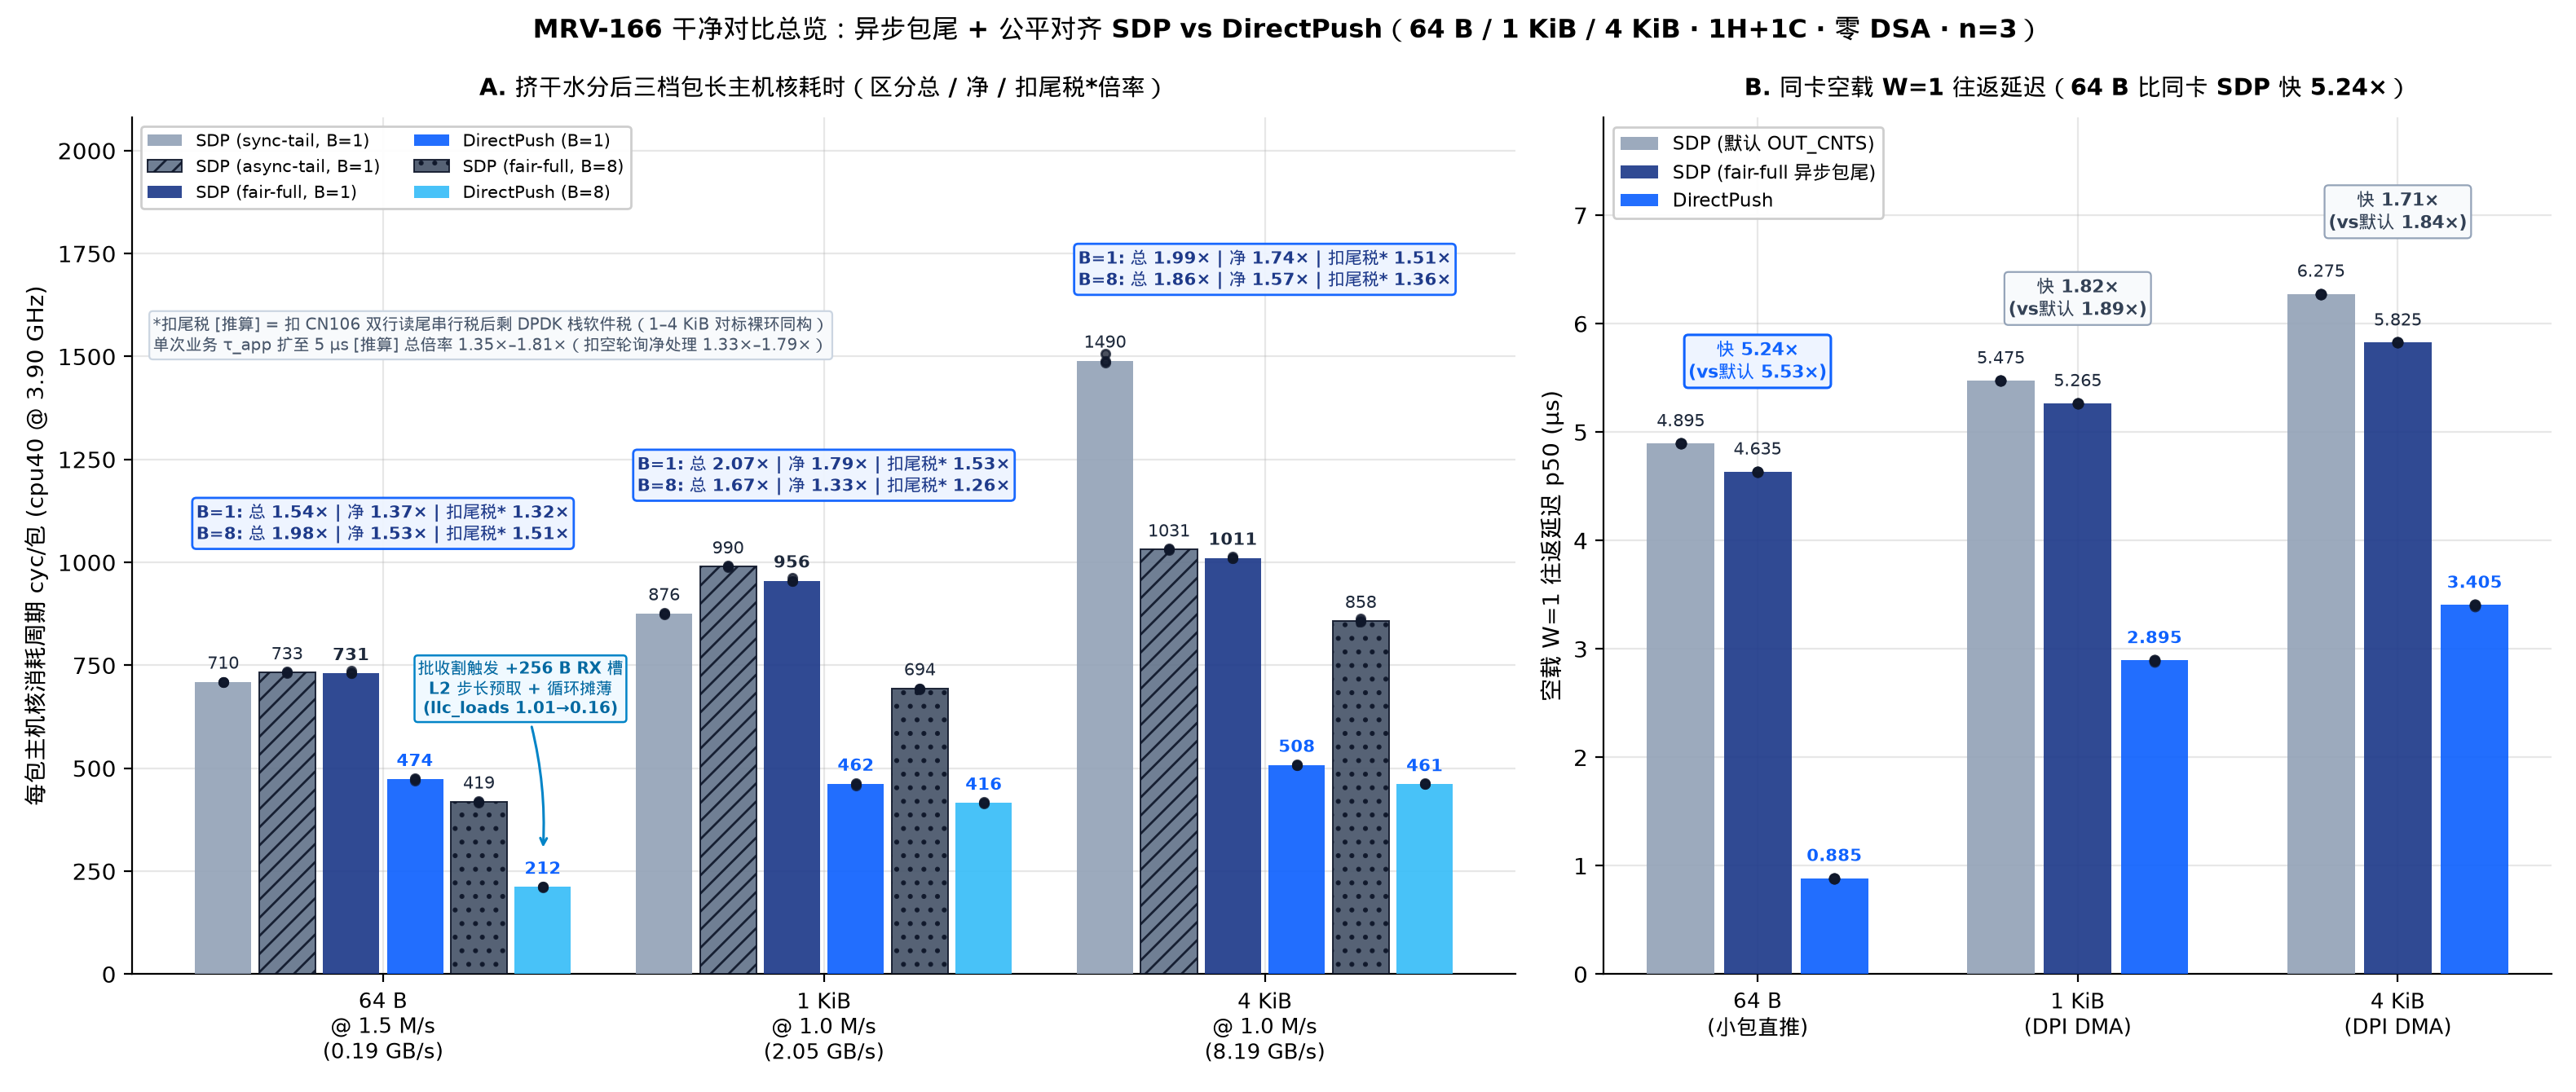 MRV-166 干净对比总览：异步包尾 + 公平对齐 SDP vs DirectPush（64 B / 1 KiB / 4 KiB · 1H+1C · 零 DSA · n=3）
A. 挤干水分后三档包长主机核耗时（区分总 / 净 / 扣尾税*倍率）
每包主机核消耗周期 cyc/包 (cpu40 @ 3.90 GHz)
2000
1750
1500
1250
1000
750
500
250
0
SDP (sync-tail, B=1)
SDP (async-tail, B=1)
SDP (fair-full, B=1)
DirectPush (B=1)
SDP (fair-full, B=8)
DirectPush (B=8)
*扣尾税 [推算] = 扣 CN106 双行读尾串行税后剩 DPDK 栈软件税（1–4 KiB 对标裸环同构）
单次业务 τ_app 扩至 5 µs [推算] 总倍率 1.35×–1.81×（扣空轮询净处理 1.33×–1.79×）
B=1: 总 1.54× | 净 1.37× | 扣尾税* 1.32×
B=8: 总 1.98× | 净 1.53× | 扣尾税* 1.51×
B=1: 总 2.07× | 净 1.79× | 扣尾税* 1.53×
B=8: 总 1.67× | 净 1.33× | 扣尾税* 1.26×
B=1: 总 1.99× | 净 1.74× | 扣尾税* 1.51×
B=8: 总 1.86× | 净 1.57× | 扣尾税* 1.36×
批收割触发 +256 B RX 槽
L2 步长预取 + 循环摊薄
(llc_loads 1.01→0.16)
710
733
731
474
419
212
876
990
956
462
694
416
1490
1031
1011
508
858
461
64 B
@ 1.5 M/s
(0.19 GB/s)
1 KiB
@ 1.0 M/s
(2.05 GB/s)
4 KiB
@ 1.0 M/s
(8.19 GB/s)
B. 同卡空载 W=1 往返延迟（64 B 比同卡 SDP 快 5.24×）
空载 W=1 往返延迟 p50 (µs)
7
6
5
4
3
2
1
0
SDP (默认 OUT_CNTS)
SDP (fair-full 异步包尾)
DirectPush
快 5.24×
(vs默认 5.53×)
快 1.82×
(vs默认 1.89×)
快 1.71×
(vs默认 1.84×)
4.895
4.635
0.885
5.475
5.265
2.895
6.275
5.825
3.405
64 B
(小包直推)
1 KiB
(DPI DMA)
4 KiB
(DPI DMA)